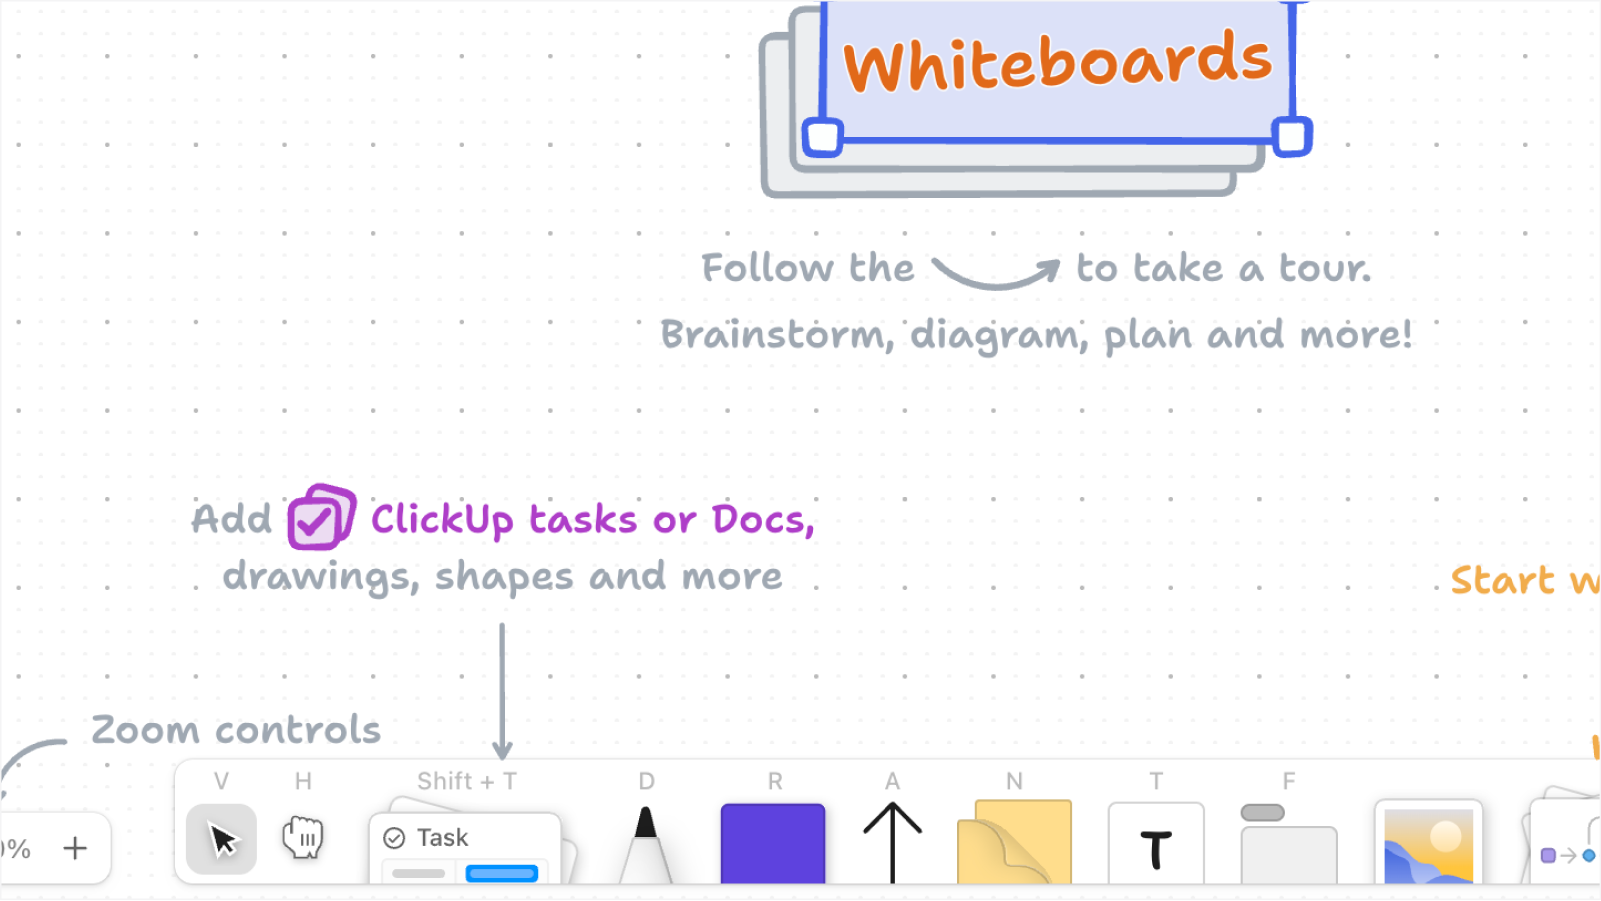 Whiteboards
Follow the to take a tour.
Brainstorm, diagram, plan and more!
Add ClickUp tasks or Docs,
drawings, shapes and more
Start
Zoom controls
V H Shift + T D R A N T F
% +
Task
T